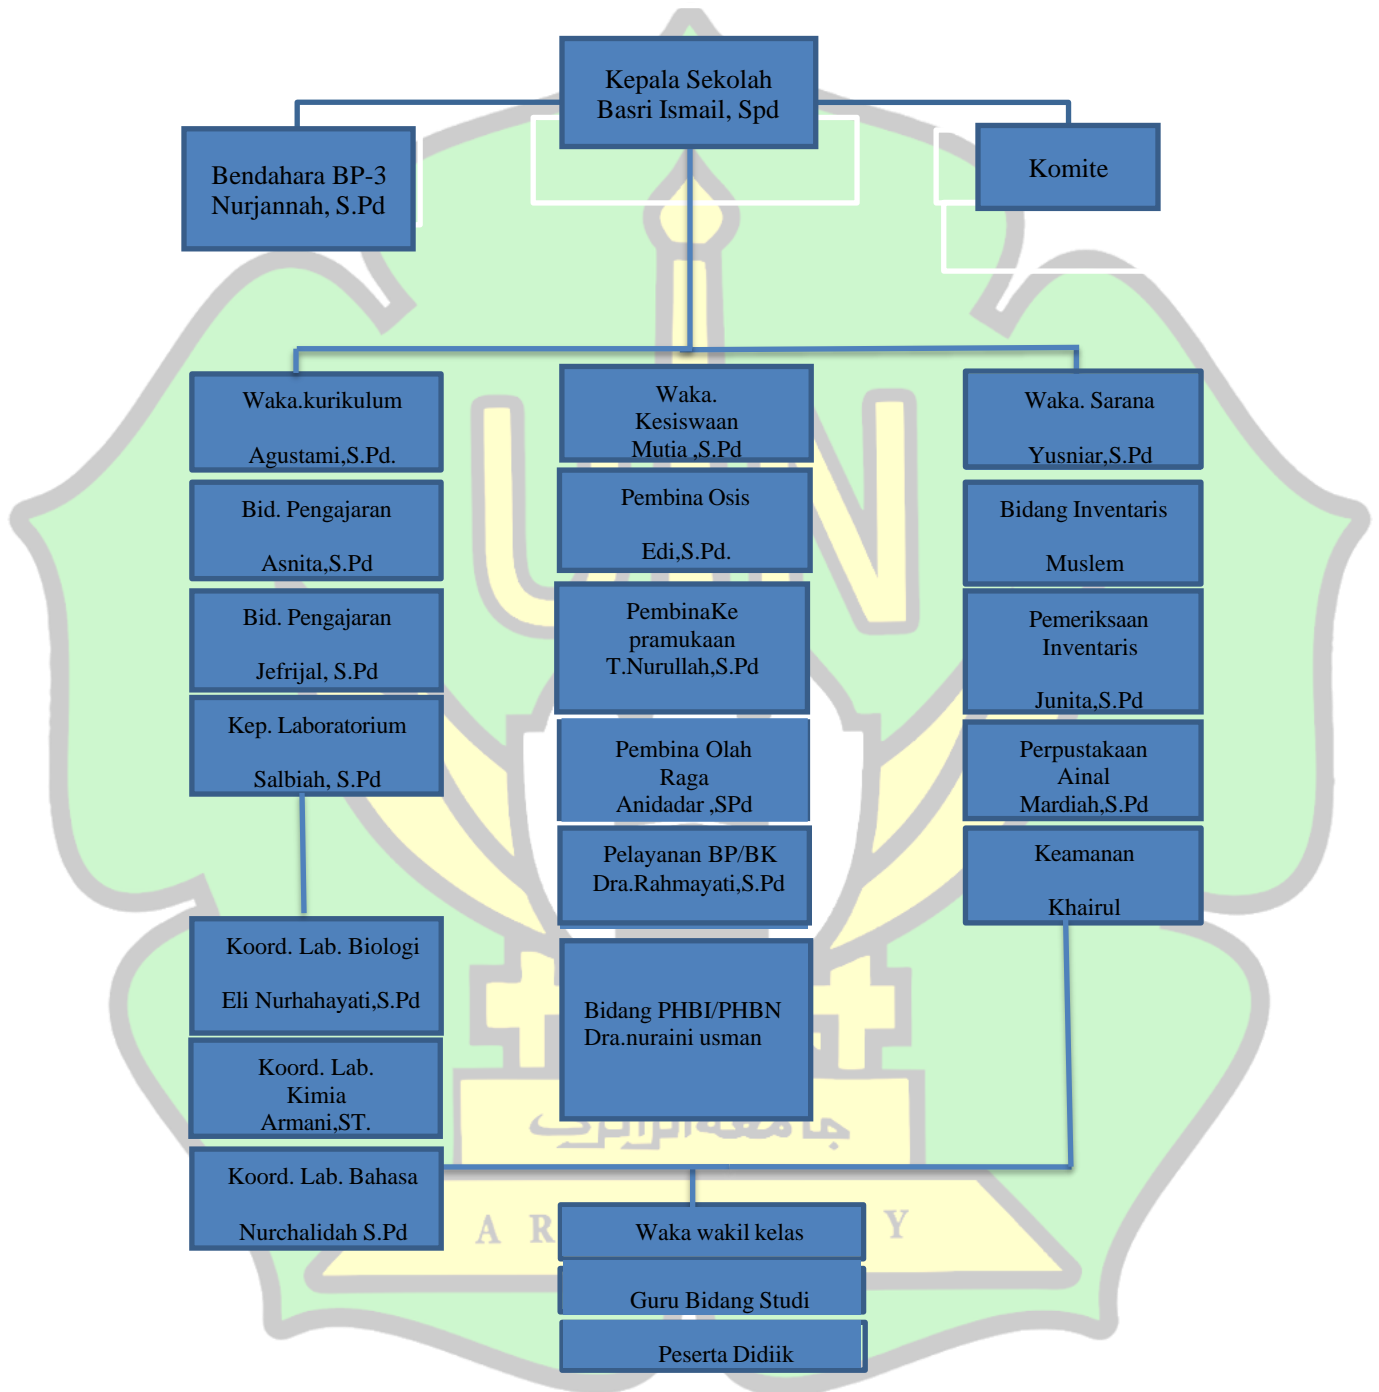 Kepala Sekolah
Basri Ismail, Spd
Bendahara BP-3
Nurjannah, S.Pd
Komite
Waka.kurikulum
Agustami,S.Pd.
Waka.
Kesiswaan
Mutia ,S.Pd
Waka. Sarana
Yusniar,S.Pd
Bid. Pengajaran
Asnita,S.Pd
Pembina Osis
Edi,S.Pd.
Bidang Inventaris
Muslem
Bid. Pengajaran
Jefrijal, S.Pd
PembinaKe
pramukaan
T.Nurullah,S.Pd
Pemeriksaan
Inventaris
Junita,S.Pd
Kep. Laboratorium
Salbiah, S.Pd
Pembina Olah
Raga
Anidadar ,SPd
Perpustakaan
Ainal
Mardiah,S.Pd
Pelayanan BP/BK
Dra.Rahmayati,S.Pd
Keamanan
Khairul
Koord. Lab. Biologi
Eli Nurhahayati,S.Pd
Bidang PHBI/PHBN
Dra.nuraini usman
Koord. Lab.
Kimia
Armani,ST.
جامعة الرانري
Koord. Lab. Bahasa
Nurchalidah S.Pd
Waka wakil kelas
Guru Bidang Studi
Peserta Didiik